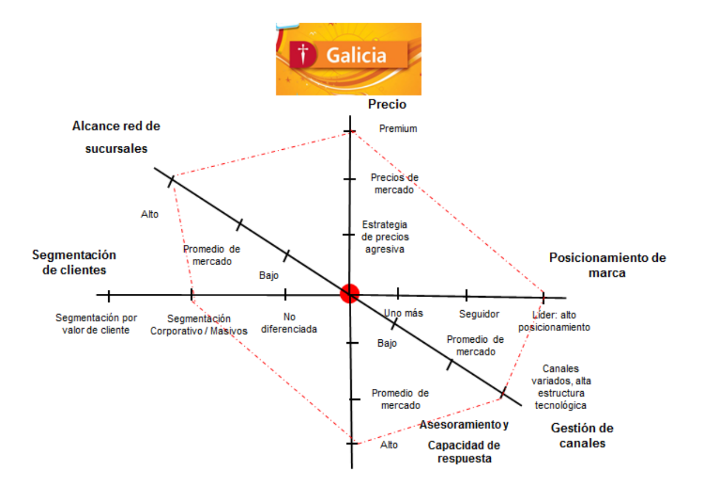 Galicia
Precio
Premium
Precios de
mercado
Estrategia
de precios
agresiva
Alcance red de
sucursales
Alto
Promedio de
mercado
Bajo
Segmentación
de clientes
Segmentación por
valor de cliente
Segmentación
Corporativo / Masivos
No
diferenciada
Posicionamiento de
marca
Uno más
Seguidor
Líder: alto
posicionamiento
Bajo
Promedio de
mercado
Alto
Asesoramiento y
Capacidad de
respuesta
Promedio de
mercado
Canales
variados, alta
estructura
tecnológica
Gestión de
canales